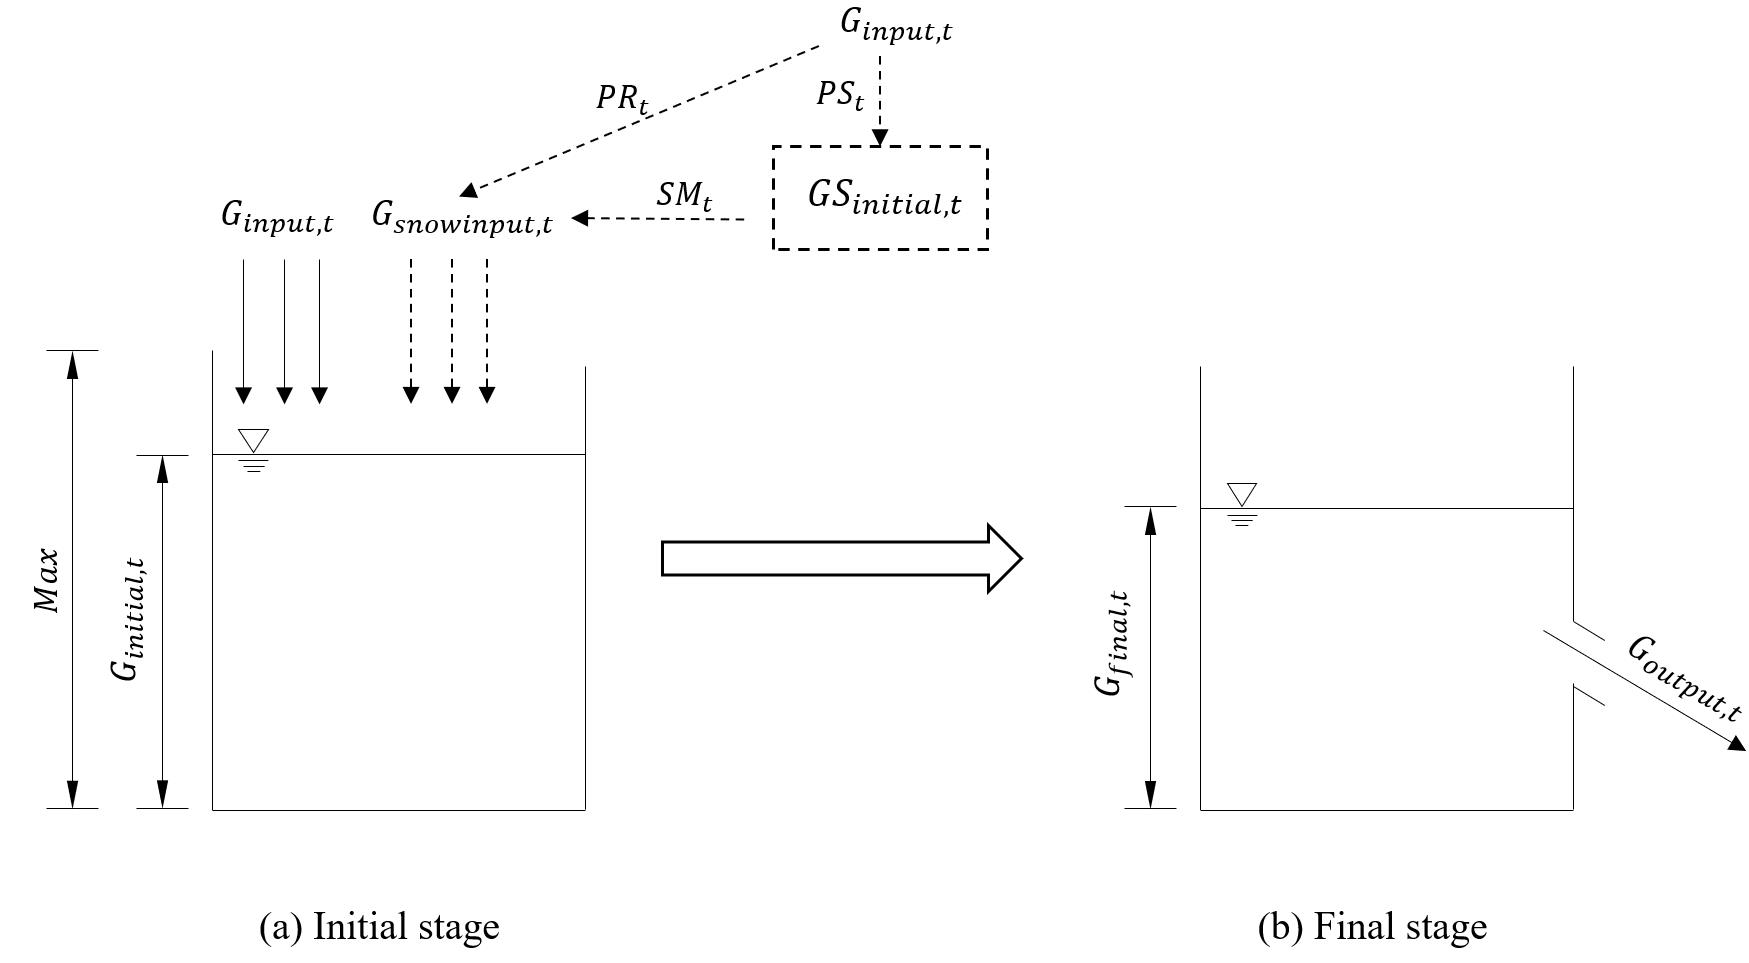 G_{input,t}
PR_t
PS_t
GS_{initial,t}
SM_t
G_{input,t}
G_{snowinput,t}
Max
G_{initial,t}
G_{final,t}
G_{output,t}
(a) Initial stage
(b) Final stage